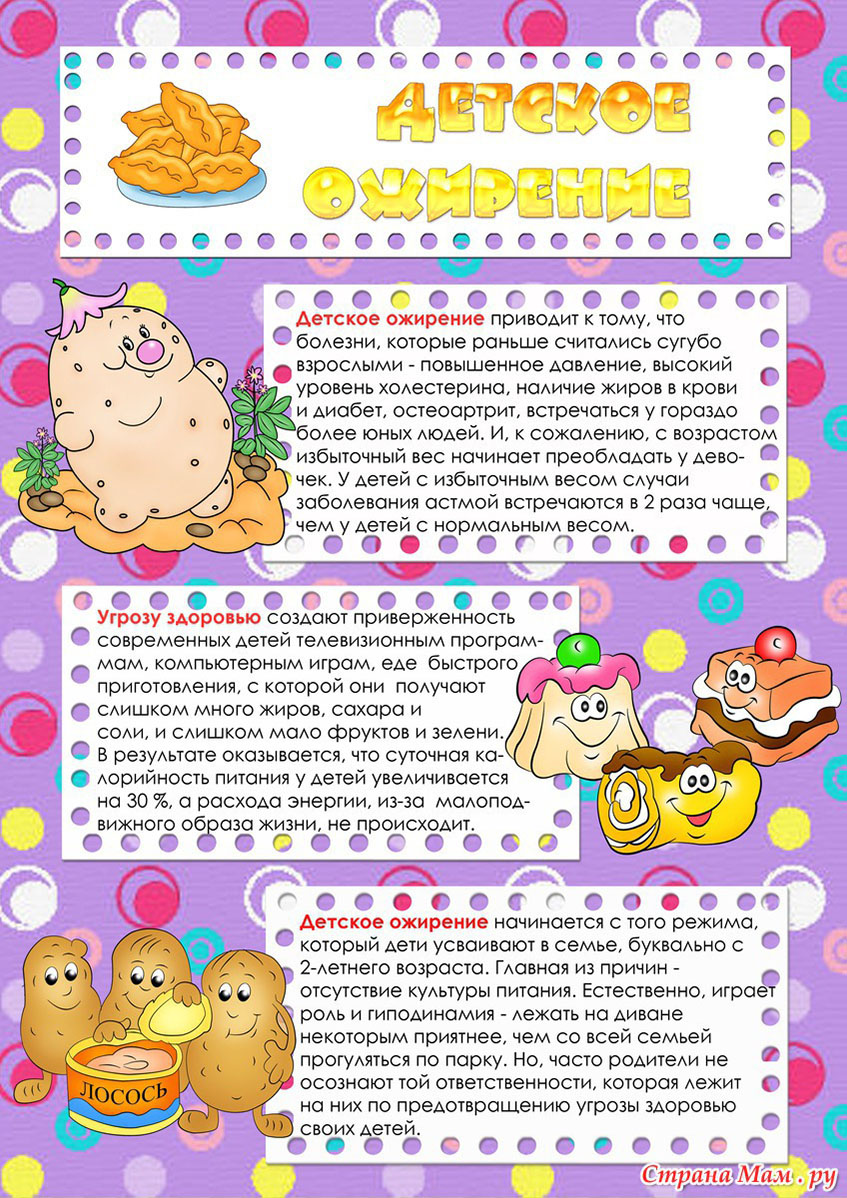 ДЕТСКОЕ
ОЖИРЕНИЕ
Детское ожирение приводит к тому, что
болезни, которые раньше считались сугубо
взрослыми - повышенное давление, высокий
уровень холестерина, наличие жиров в крови
и диабет, остеоартрит, встречаться у гораздо
более юных людей. И, к сожалению, с возрастом
избыточный вес начинает преобладать у дево-
чек. У детей с избыточным весом случаи
заболевания астмой встречаются в 2 раза чаще,
чем у детей с нормальным весом.
Угрозу здоровью создают приверженность
современных детей телевизионным програм-
мам, компьютерным играм, еде быстрого
приготовления, с которой они получают
слишком много жиров, сахара и
соли, и слишком мало фруктов и зелени.
В результате оказывается, что суточная ка-
лорийность питания у детей увеличивается
на 30 %, а расхода энергии, из-за малопод-
вижного образа жизни, не происходит.
Детское ожирение начинается с того режима,
который дети усваивают в семье, буквально с
2-летнего возраста. Главная из причин -
отсутствие культуры питания. Естественно, играет
роль и гиподинамия - лежать на диване
некоторым приятнее, чем со всей семьей
прогуляться по парку. Но, часто родители не
осознают той ответственности, которая лежит
на них по предотвращению угрозы здоровью
своих детей.
ЛОСОСЬ
Страна Мам . ру